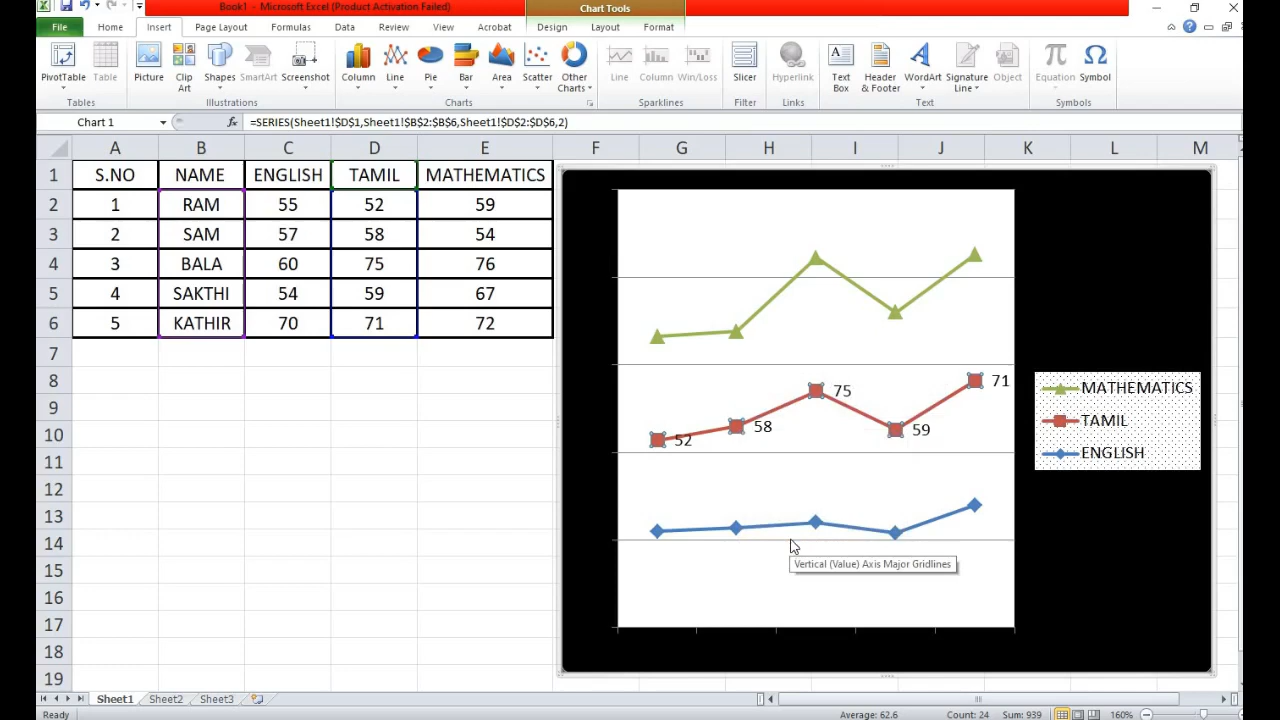 Book1 - Microsoft Excel (Product Activation Failed)
Chart Tools
File Home Insert Page Layout Formulas Data Review View Acrobat Design Layout Format
PivotTable Table Picture Clip Art Shapes SmartArt Screenshot Column Line Pie Bar Area Scatter Other Charts Line Column Win/Loss Slicer Hyperlink Text Box Header & Footer WordArt Signature Line Object Equation Symbol
Tables Illustrations Charts Sparklines Filter Links Text Symbols
Chart 1 fx =SERIES(Sheet1!$D$1,Sheet1!$B$2:$B$6,Sheet1!$D$2:$D$6,2)
A B C D E F G H I J K L M
1 S.NO NAME ENGLISH TAMIL MATHEMATICS
2 1 RAM 55 52 59
3 2 SAM 57 58 54
4 3 BALA 60 75 76
5 4 SAKTHI 54 59 67
6 5 KATHIR 70 71 72
7
8
9
10
11
12
13
14
15
16
17
18
19
52 58 75 59 71
MATHEMATICS
TAMIL
ENGLISH
Vertical (Value) Axis Major Gridlines
Sheet1 Sheet2 Sheet3
Ready Average: 62.6 Count: 24 Sum: 939 160%